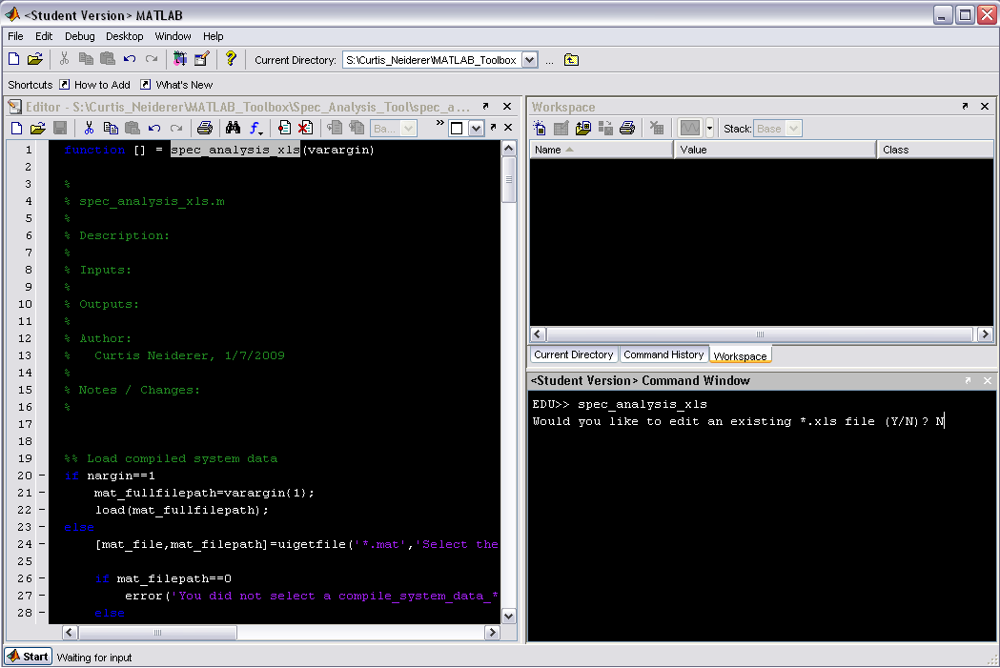 <Student Version> MATLAB
File Edit Debug Desktop Window Help
Current Directory: S:\Curtis_Neiderer\MATLAB_Toolbox ...
Shortcuts How to Add What's New
Editor - S:\Curtis_Neiderer\MATLAB_Toolbox\Spec_Analysis_Tool\spec_a...
Ba... »
1 function [] = spec_analysis_xls(varargin)
2
3 %
4 % spec_analysis_xls.m
5 %
6 % Description:
7 %
8 % Inputs:
9 %
10 % Outputs:
11 %
12 % Author:
13 % Curtis Neiderer, 1/7/2009
14 %
15 % Notes / Changes:
16 %
17
18
19 %% Load compiled system data
20 - if nargin==1
21 - mat_fullfilepath=varargin{1};
22 - load(mat_fullfilepath);
23 - else
24 - [mat_file,mat_filepath]=uigetfile('*.mat','Select the
25
26 - if mat_filepath==0
27 - error('You did not select a compile_system_data_*
28 - else
Workspace
Stack: Base
Name Value Class
Current Directory Command History Workspace
<Student Version> Command Window
EDU>> spec_analysis_xls
Would you like to edit an existing *.xls file (Y/N)? N
Start Waiting for input